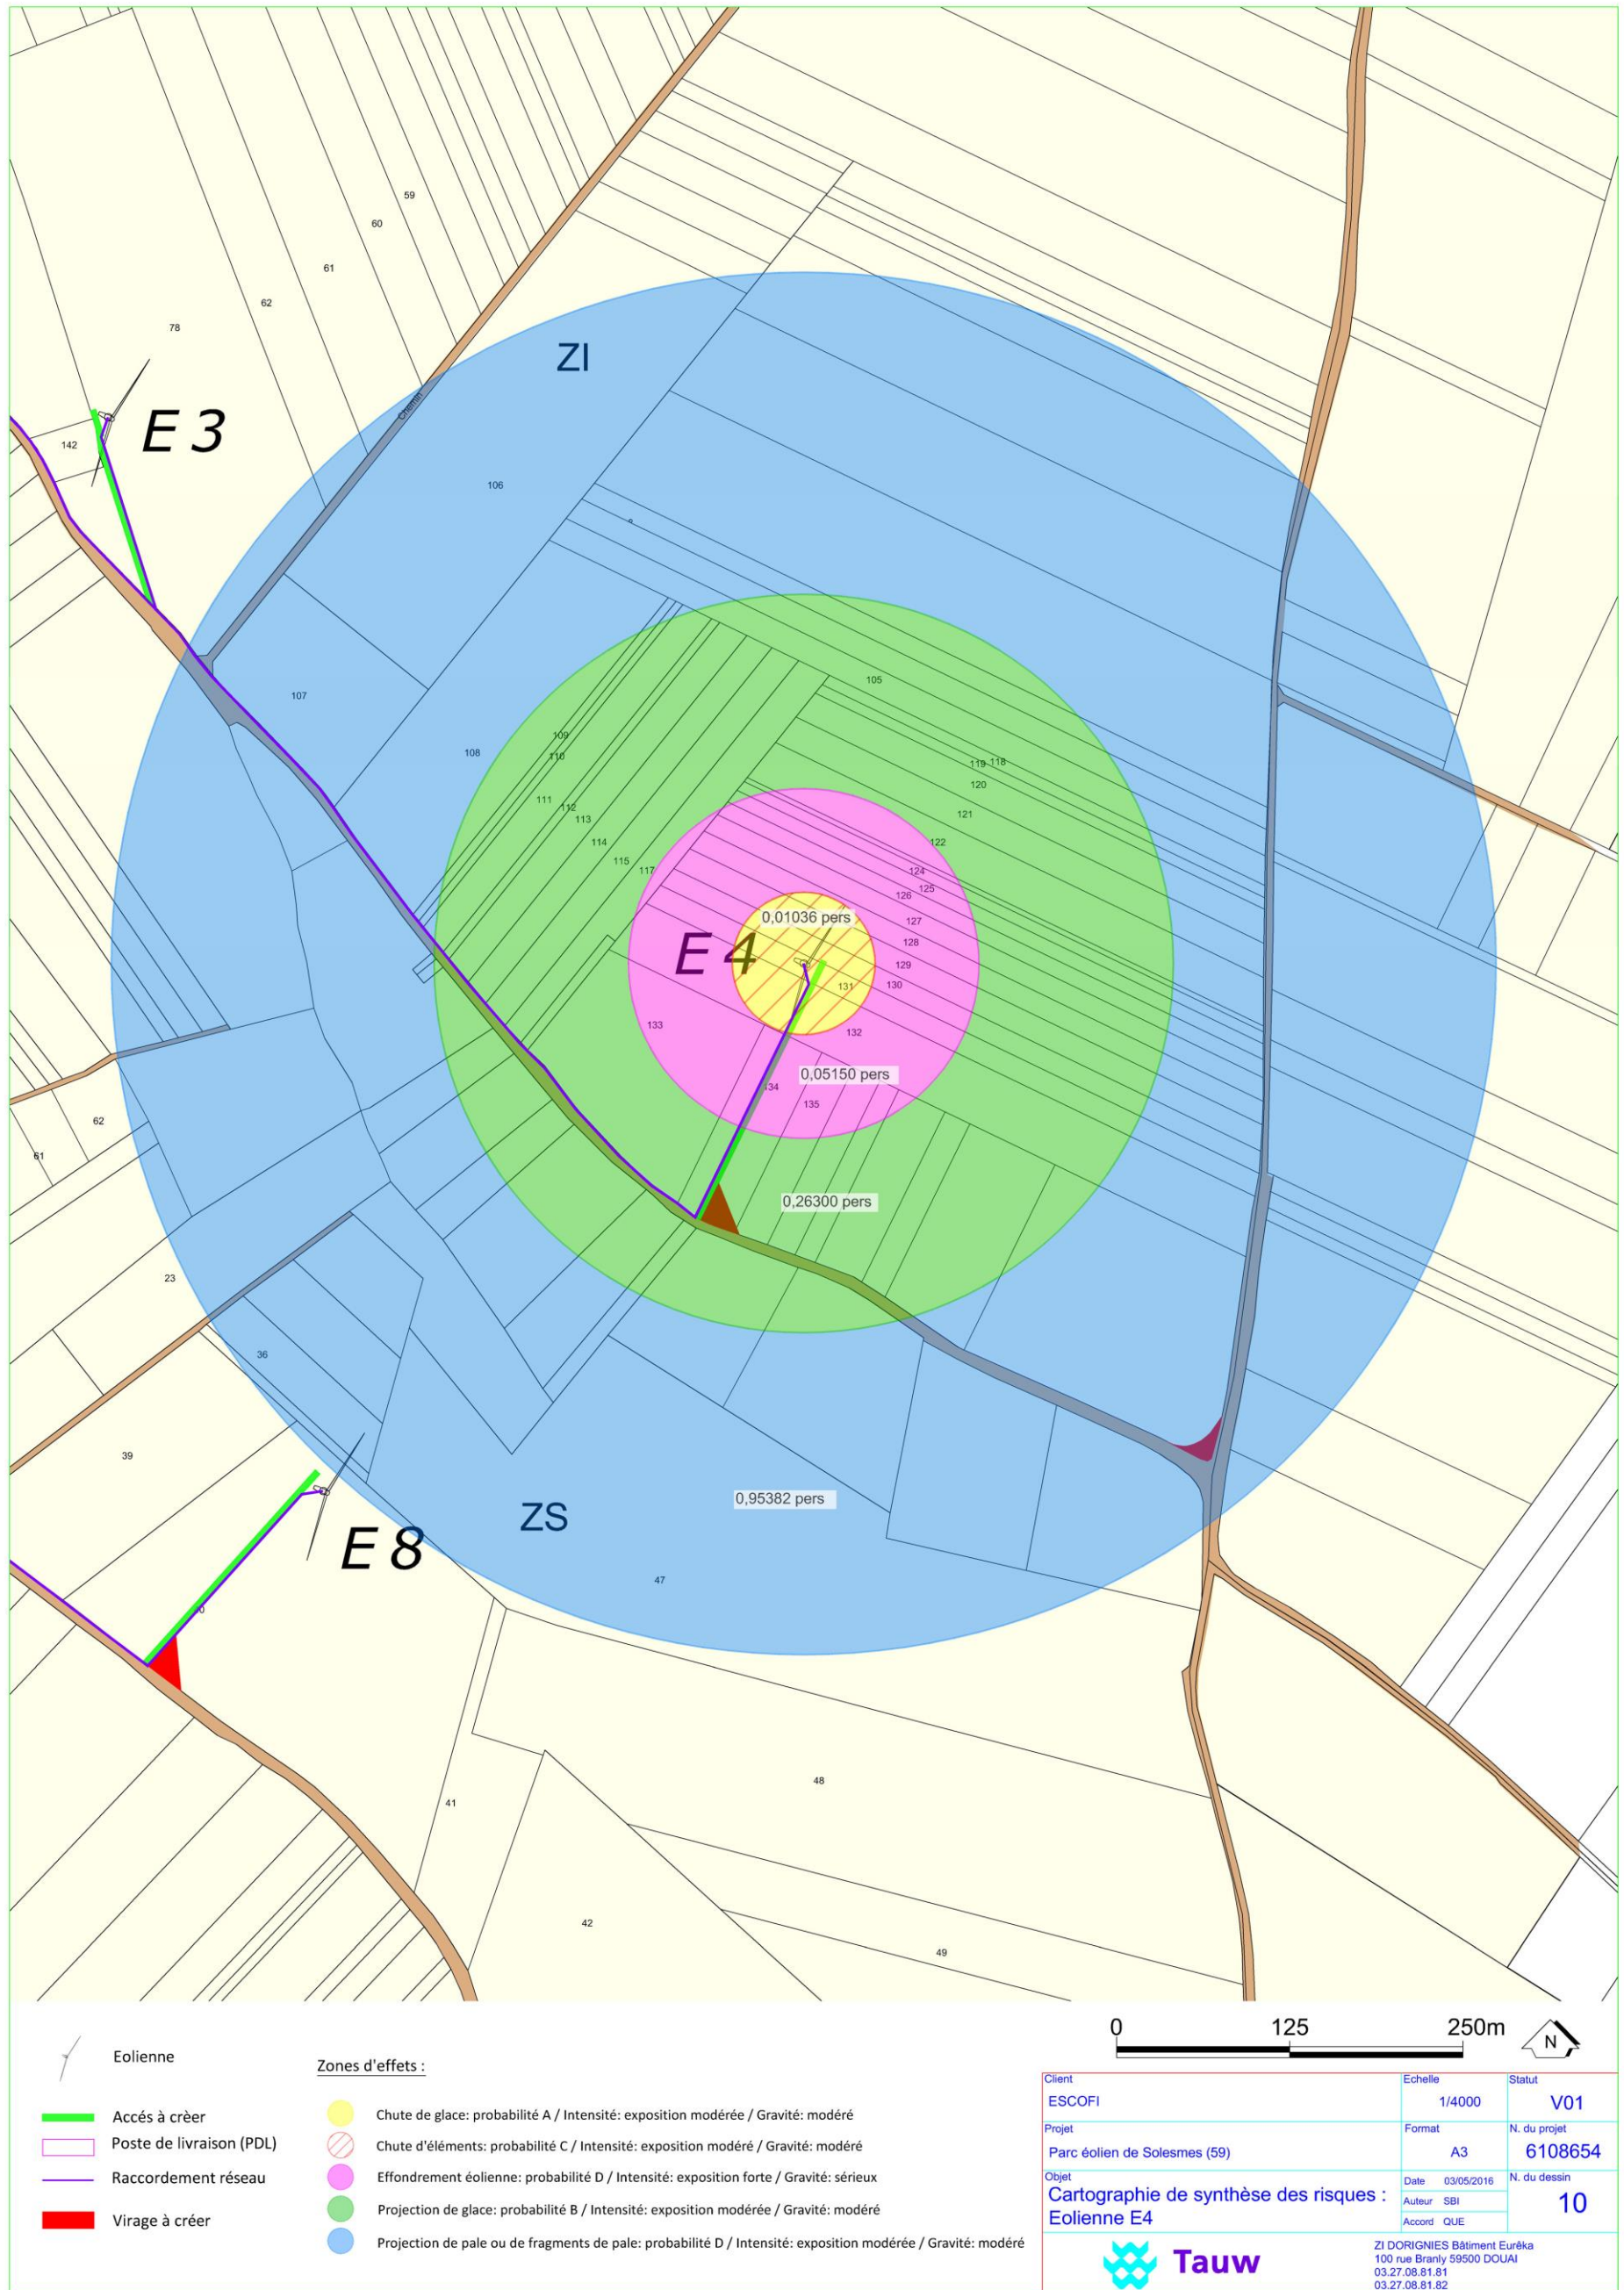 59
60
61
62
78
ZI
E 3
Chemin
142
106
107
105
109
108
110
119 118
120
111
112
113
121
114
122
115
117
124
125
126
0,01036 pers
127
128
E 4
129
131
130
133
132
0,05150 pers
134
135
62
61
0,26300 pers
23
36
39
0,95382 pers
ZS
E 8
47
48
41
42
49
0 125 250m
N
Eolienne
Accés à crèer
Poste de livraison (PDL)
Raccordement réseau
Virage à créer
Zones d'effets :
Chute de glace: probabilité A / Intensité: exposition modérée / Gravité: modéré
Chute d'éléments: probabilité C / Intensité: exposition modéré / Gravité: modéré
Effondrement éolienne: probabilité D / Intensité: exposition forte / Gravité: sérieux
Projection de glace: probabilité B / Intensité: exposition modérée / Gravité: modéré
Projection de pale ou de fragments de pale: probabilité D / Intensité: exposition modérée / Gravité: modéré
Client
ESCOFI
Echelle
1/4000
Statut
V01
Projet
Parc éolien de Solesmes (59)
Format
A3
N. du projet
6108654
Objet
Cartographie de synthèse des risques :
Eolienne E4
Date 03/05/2016
Auteur SBI
Accord QUE
N. du dessin
10
Tauw
ZI DORIGNIES Bâtiment Eurêka
100 rue Branly 59500 DOUAI
03.27.08.81.81
03.27.08.81.82